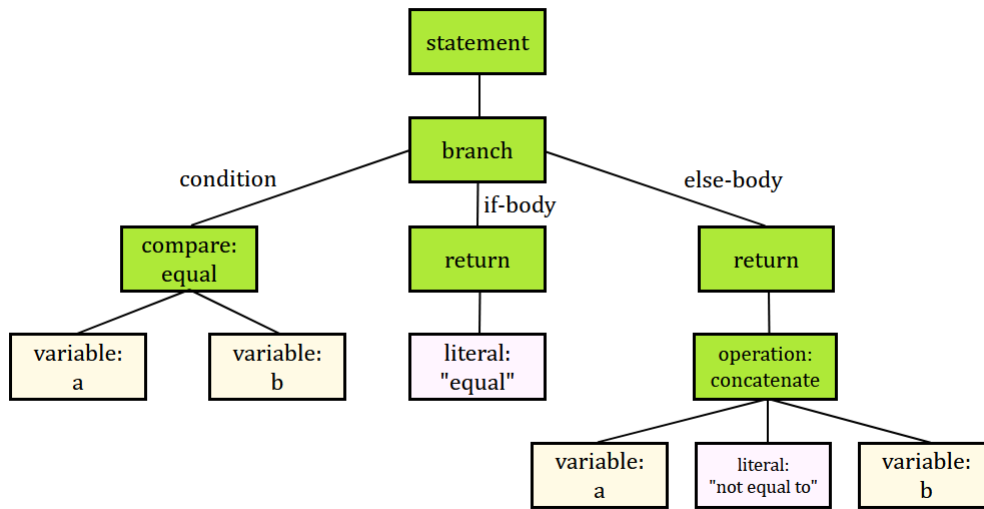 statement
branch
condition
if-body
else-body
compare:
equal
return
return
variable:
a
variable:
b
literal:
"equal"
operation:
concatenate
variable:
a
literal:
"not equal to"
variable:
b